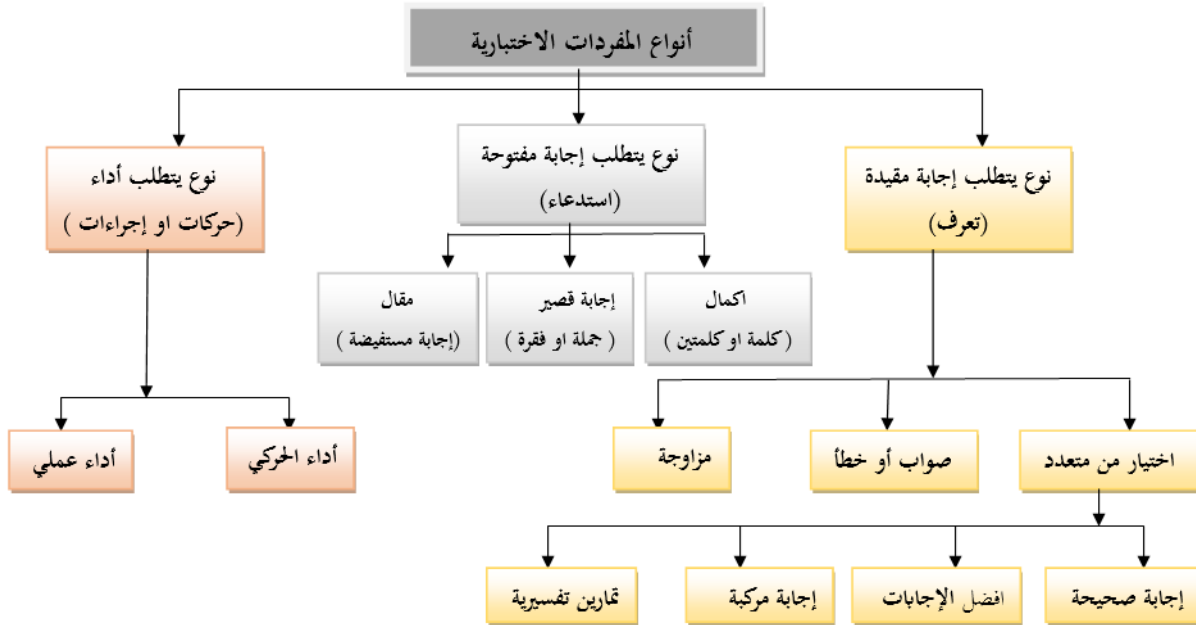 أنواع المفردات الاختبارية
نوع يتطلب إجابة مقيدة
(تعرف)
نوع يتطلب إجابة مفتوحة
(استدعاء)
نوع يتطلب أداء
(حركات او إجراءات )
اكمال
(كلمة او كلمتين )
إجابة قصير
( جملة او فقرة )
مقال
(إجابة مستفيضة )
اختيار من متعدد
صواب أو خطأ
مزاوجة
أداء الحركي
أداء عملي
إجابة صحيحة
افضل الإجابات
إجابة مركبة
تمارين تفسيرية